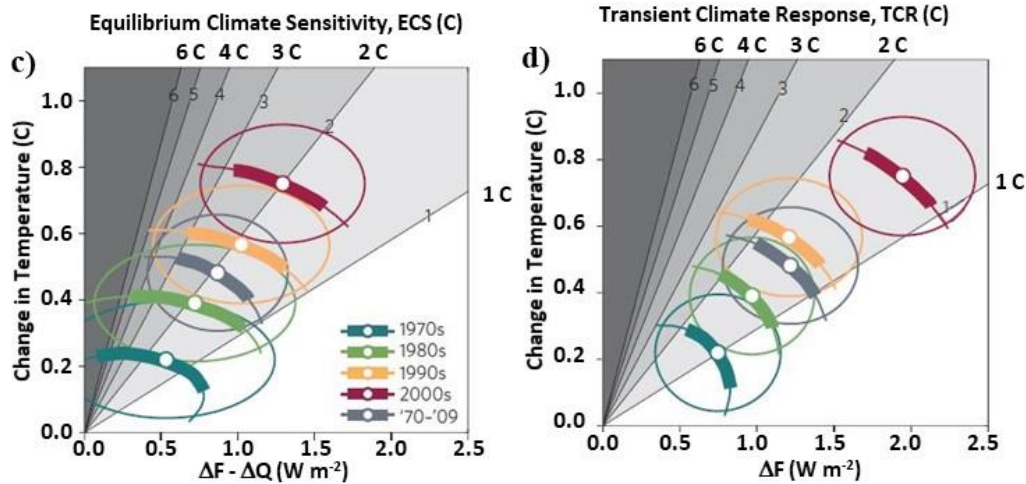 Equilibrium Climate Sensitivity, ECS (C)
6 C 4 C 3 C 2 C
c)
1.0
0.8
0.6
0.4
0.2
0.0
Change in Temperature (C)
6 5 4 3 2 1
1 C
1970s
1980s
1990s
2000s
'70-'09
0.0 0.5 1.0 1.5 2.0 2.5
ΔF - ΔQ (W m-2)
Transient Climate Response, TCR (C)
6 C 4 C 3 C 2 C
d)
1.0
0.8
0.6
0.4
0.2
0.0
Change in Temperature (C)
6 5 4 3 2 1
1 C
0.0 0.5 1.0 1.5 2.0 2.5
ΔF (W m-2)